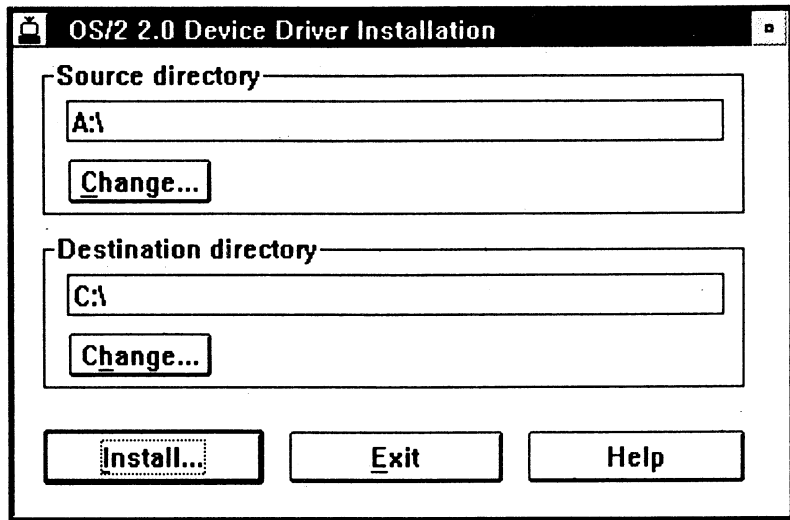 OS/2 2.0 Device Driver Installation
Source directory
A:\
Change...
Destination directory
C:\
Change...
Install... Exit Help